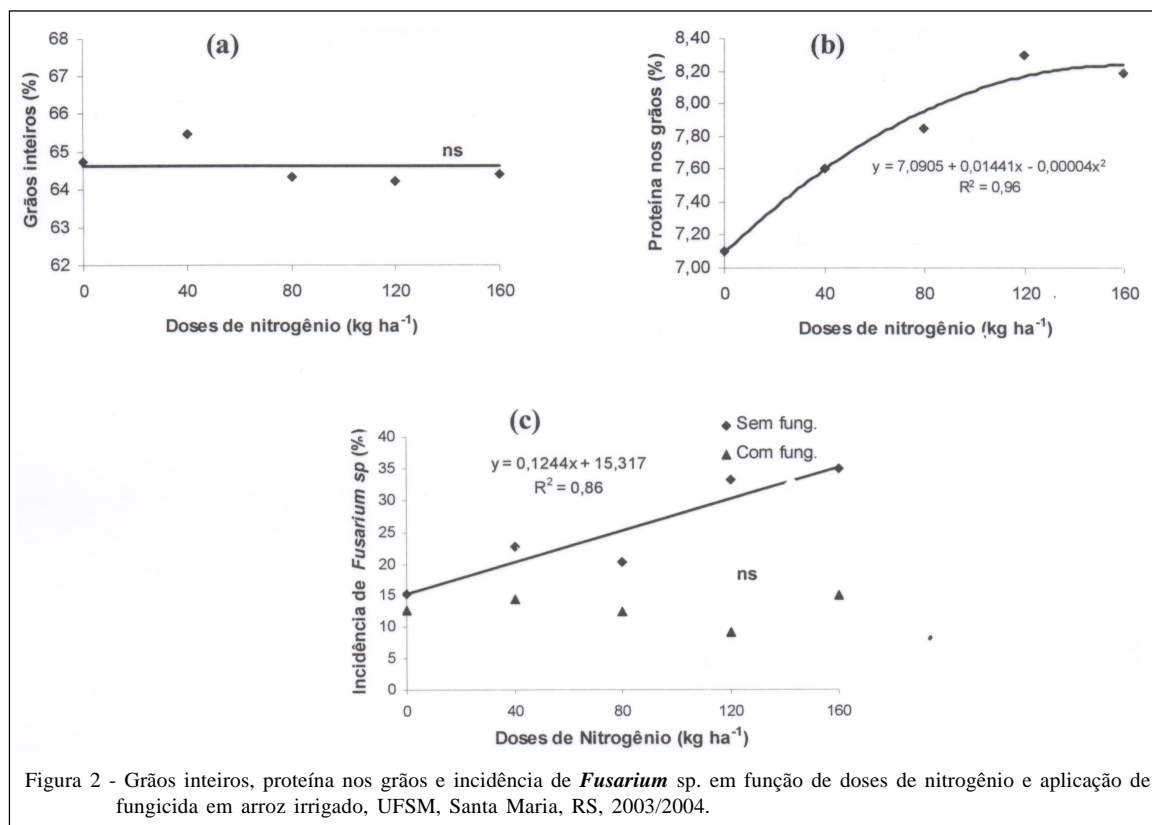 (a)
68
67
66
65
64
63
62
Grãos inteiros (%)
ns
0 40 80 120 160
Doses de nitrogênio (kg ha⁻¹)
(b)
8,40
8,20
8,00
7,80
7,60
7,40
7,20
7,00
Proteína nos grãos (%)
y = 7,0905 + 0,01441x - 0,00004x²
R² = 0,96
0 40 80 120 160
Doses de nitrogênio (kg ha⁻¹)
(c)
Sem fung.
Com fung.
40
35
30
25
20
15
10
5
0
Incidência de Fusarium sp (%)
y = 0,1244x + 15,317
R² = 0,86
ns
0 40 80 120 160
Doses de Nitrogênio (kg ha⁻¹)
Figura 2 - Grãos inteiros, proteína nos grãos e incidência de Fusarium sp. em função de doses de nitrogênio e aplicação de
fungicida em arroz irrigado, UFSM, Santa Maria, RS, 2003/2004.